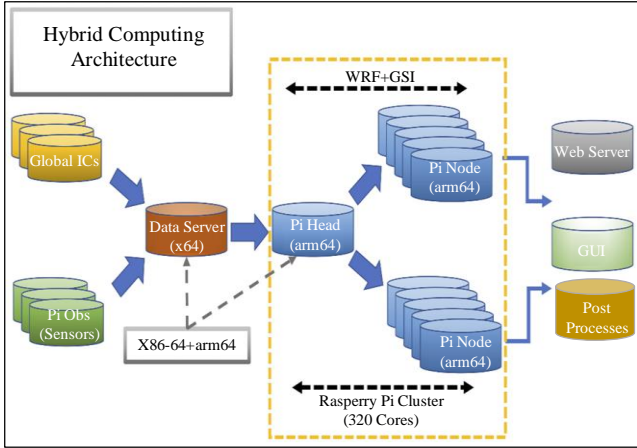 Hybrid Computing
Architecture
WRF+GSI
Global ICs
Pi Node
(arm64)
Web Server
Data Server
(x64)
Pi Head
(arm64)
GUI
Pi Obs
(Sensors)
Post
Processes
X86-64+arm64
Pi Node
(arm64)
Rasperry Pi Cluster
(320 Cores)